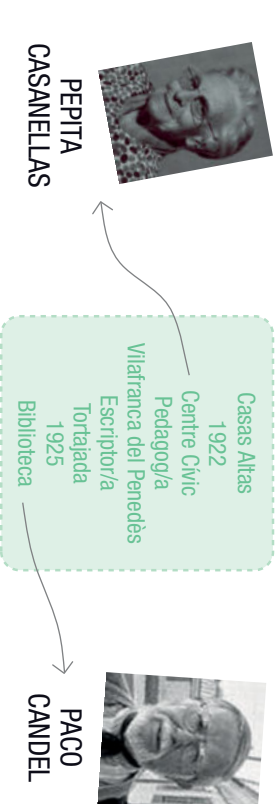 PEPITA
CASANELLAS
Casas Altas
1922
Centre Cívic
Pedagog/a
Vilafranca del Penedès
Escriptor/a
Tortajada
1925
Biblioteca
PACO
CANDEL